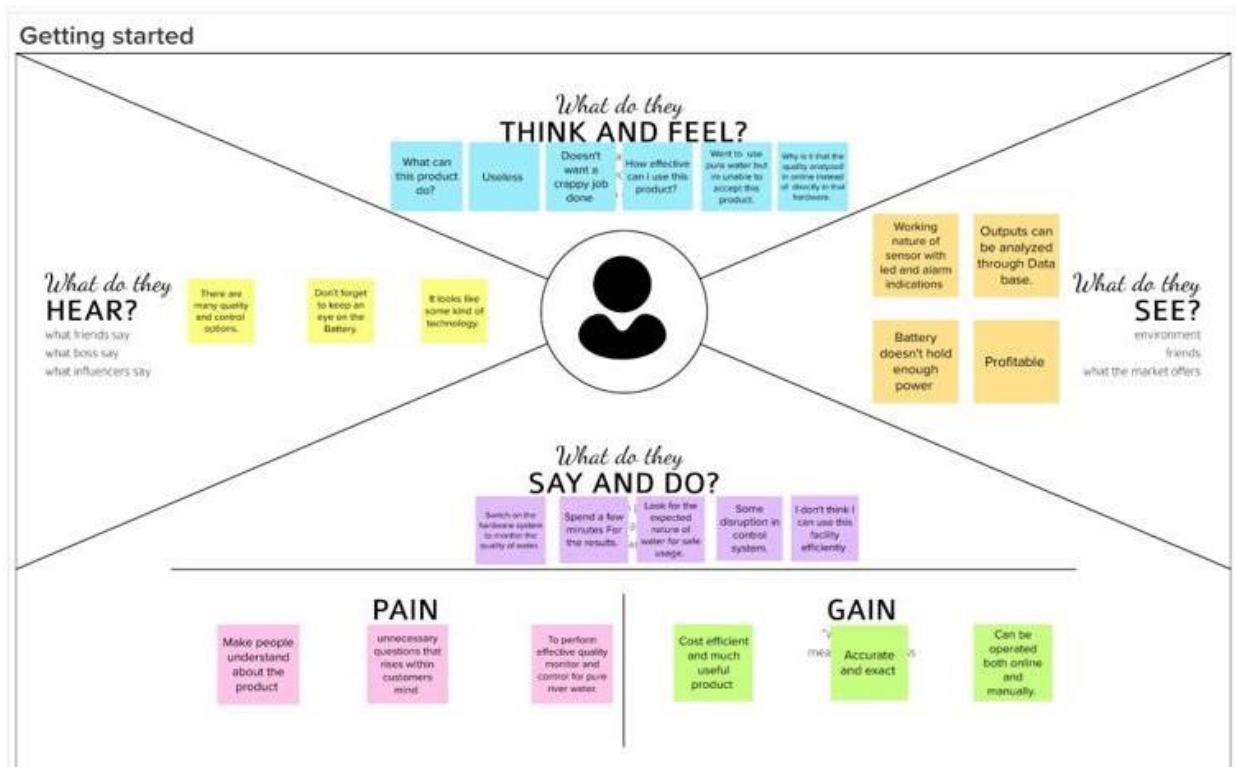 Getting started
What do they
THINK AND FEEL?
What can
this product
do?
Useless
Doesn't
want a
crappy job
done
How effective
can I use this
product?
Went to use
pure water but
im unable to
accept this
product.
Why is it that the
quality analyzed
in online instead
of directly in that
hardware.
What do they
HEAR?
what friends say
what boss say
what influencers say
There are
many quality
and control
options.
Don't forget
to keep an
eye on the
Battery.
It looks like
some kind of
technology.
Working
nature of
sensor with
led and alarm
indications
Outputs can
be analyzed
through Data
base.
Battery
doesn't hold
enough
power
Profitable
What do they
SEE?
environment
friends
what the market offers
What do they
SAY AND DO?
Switch on the
hardware system
to monitor the
quality of water.
Spend a few
minutes For
the results.
Look for the
expected
nature of
water for safe
usage.
Some
disruption in
control
system.
I don't think I
can use this
facility
efficiently
PAIN
Make people
understand
about the
product
unnecessary
questions that
rises within
customers
mind
To perform
effective quality
monitor and
control for pure
river water.
GAIN
Cost efficient
and much
useful
product
Accurate
and exact
Can be
operated
both online
and
manually.